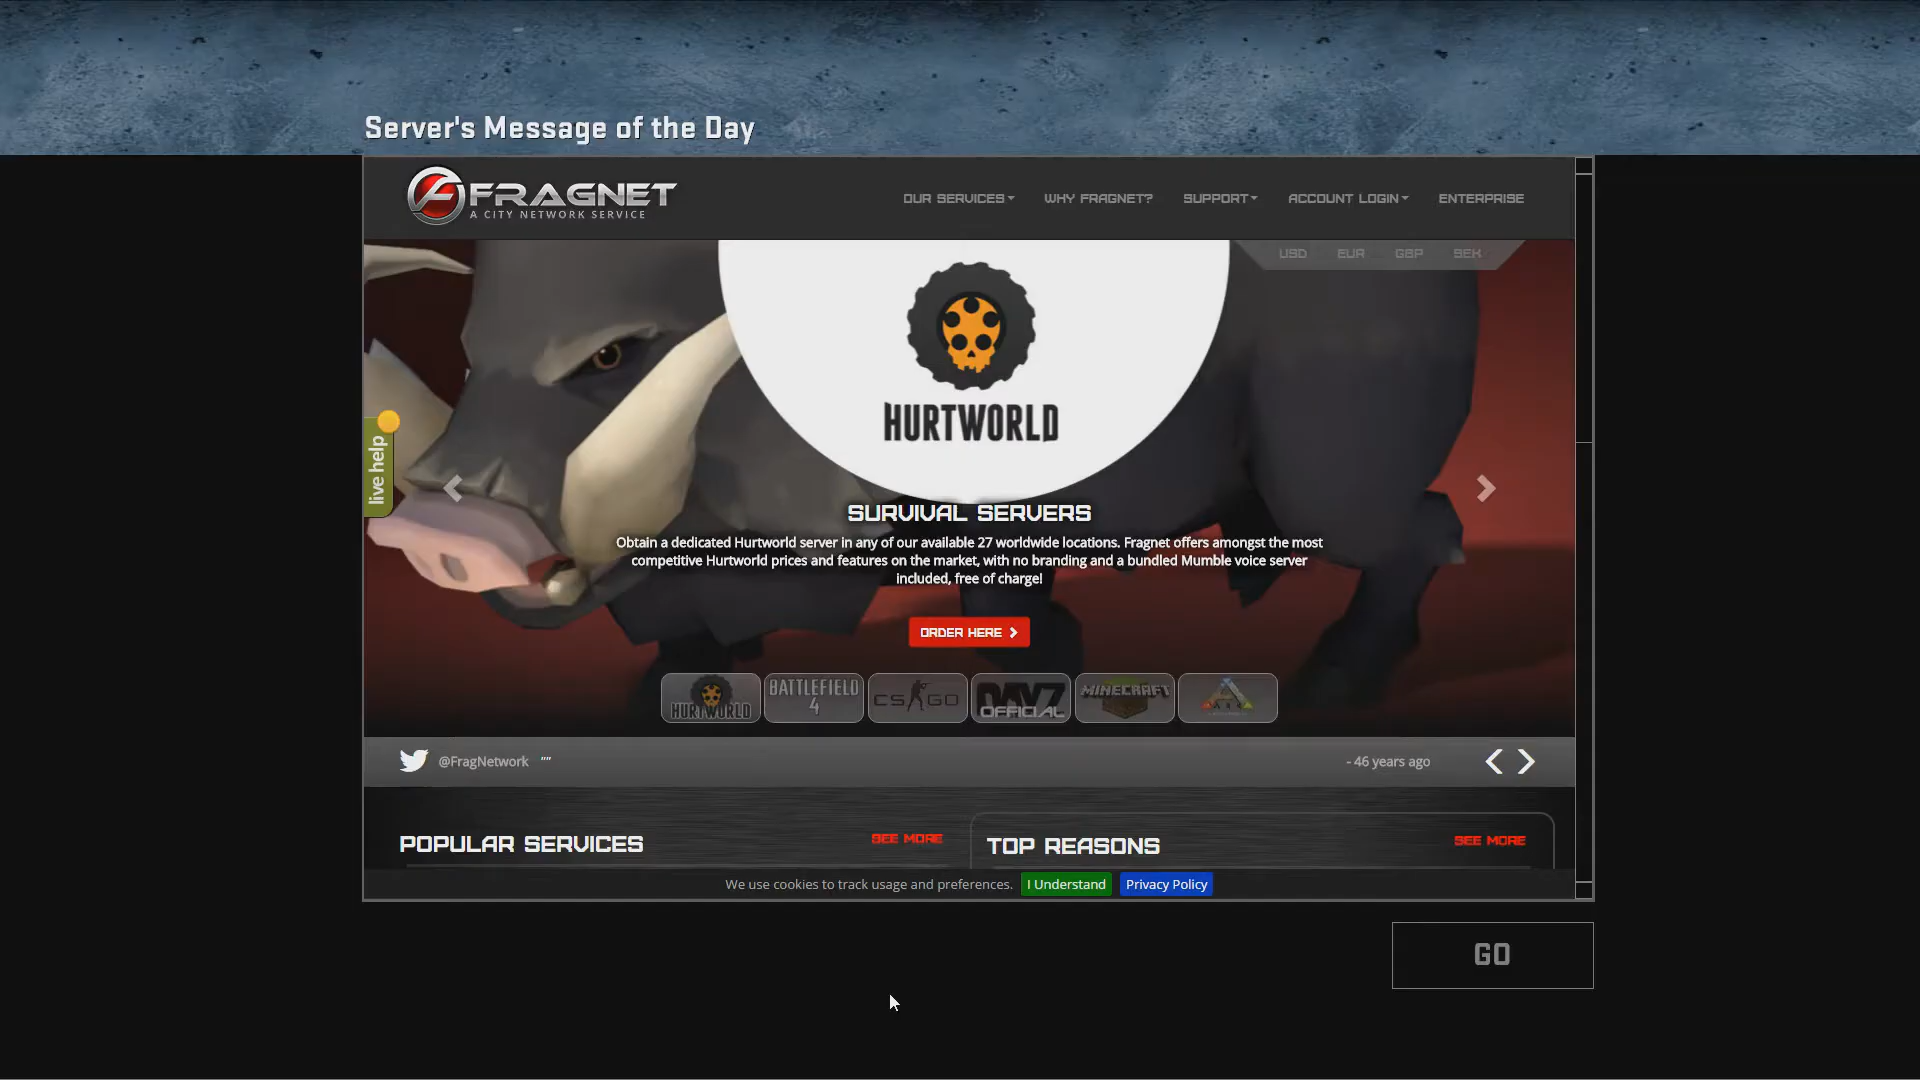 Server's Message of the Day
FRAGNET
A CITY NETWORK SERVICE
OUR SERVICES
WHY FRAGNET?
SUPPORT
ACCOUNT LOGIN
ENTERPRISE
USD EUR GBP SEK
HURTWORLD
live help
SURVIVAL SERVERS
Obtain a dedicated Hurtworld server in any of our available 27 worldwide locations. Fragnet offers amongst the most
competitive Hurtworld prices and features on the market, with no branding and a bundled Mumble voice server
included, free of charge!
ORDER HERE
HURTWORLD
BATTLEFIELD
4
CS GO
DAYZ
OFFICIAL
MINECRAFT
ARK
@FragNetwork ""
- 46 years ago
POPULAR SERVICES
SEE MORE
TOP REASONS
SEE MORE
We use cookies to track usage and preferences. I Understand Privacy Policy
GO